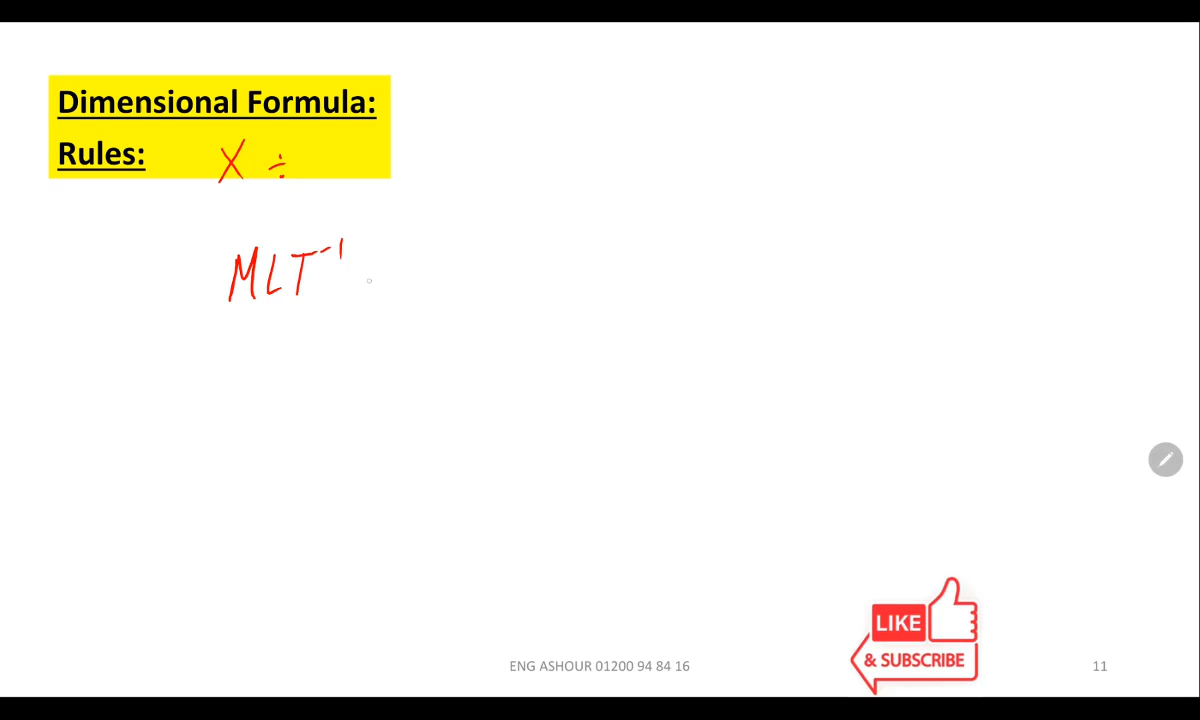 Dimensional Formula:
Rules: X ÷
MLT⁻¹
LIKE
& SUBSCRIBE
ENG ASHOUR 01200 94 84 16
11